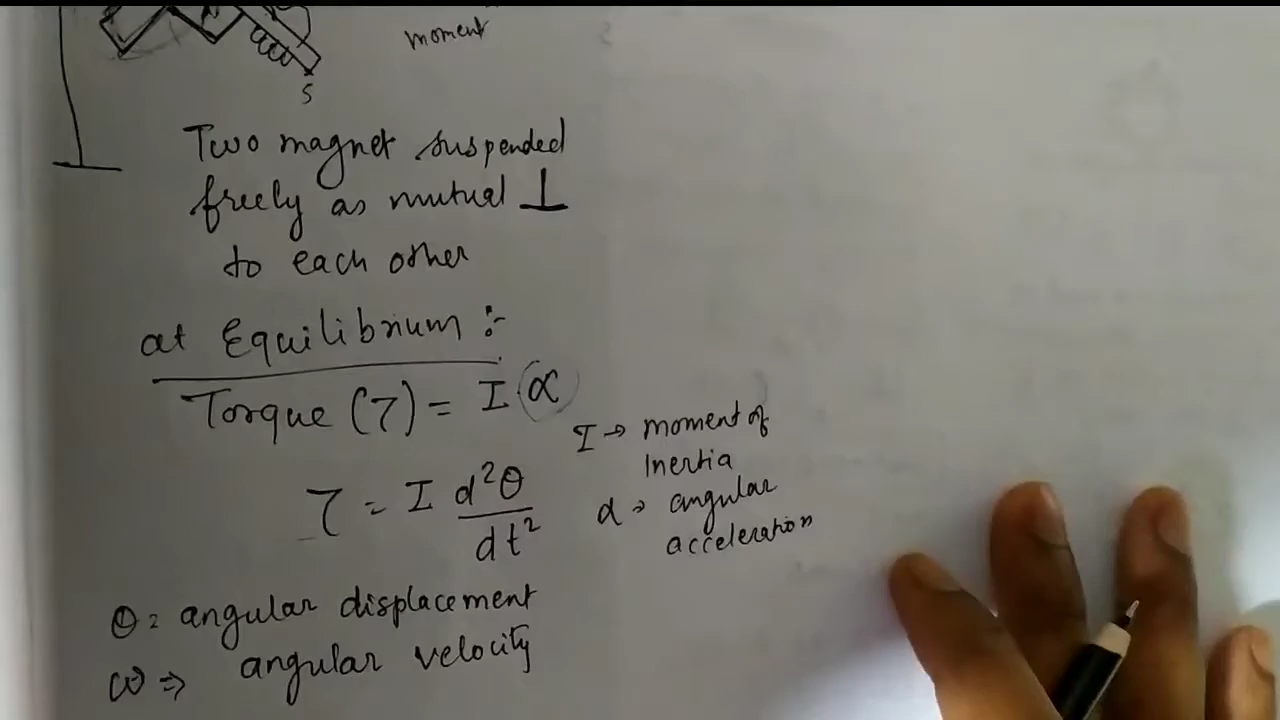 moment
S
Two magnet suspended
freely as mutual ⊥
to each other
at Equilibrium :-
Torque (τ) = I α
I → moment of
Inertia
τ = I d²θ/dt²
α → angular
acceleration
θ = angular displacement
ω ⇒ angular velocity